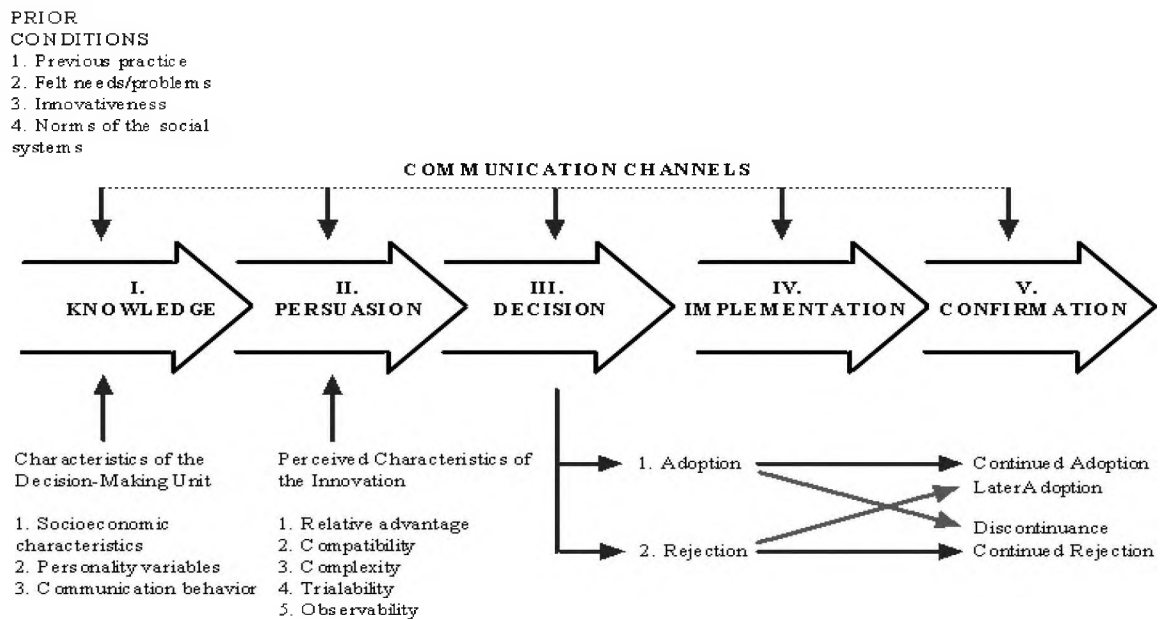 PRIOR
CONDITIONS
1. Previous practice
2. Felt needs/problems
3. Innovativeness
4. Norms of the social
systems
COMMUNICATION CHANNELS
I.
KNOWLEDGE
II.
PERSUASION
III.
DECISION
IV.
IMPLEMENTATION
V.
CONFIRMATION
Characteristics of the
Decision-Making Unit
1. Socioeconomic
characteristics
2. Personality variables
3. Communication behavior
Perceived Characteristics of
the Innovation
1. Relative advantage
2. Compatibility
3. Complexity
4. Trialability
5. Observability
1. Adoption
2. Rejection
Continued Adoption
Later Adoption
Discontinuance
Continued Rejection